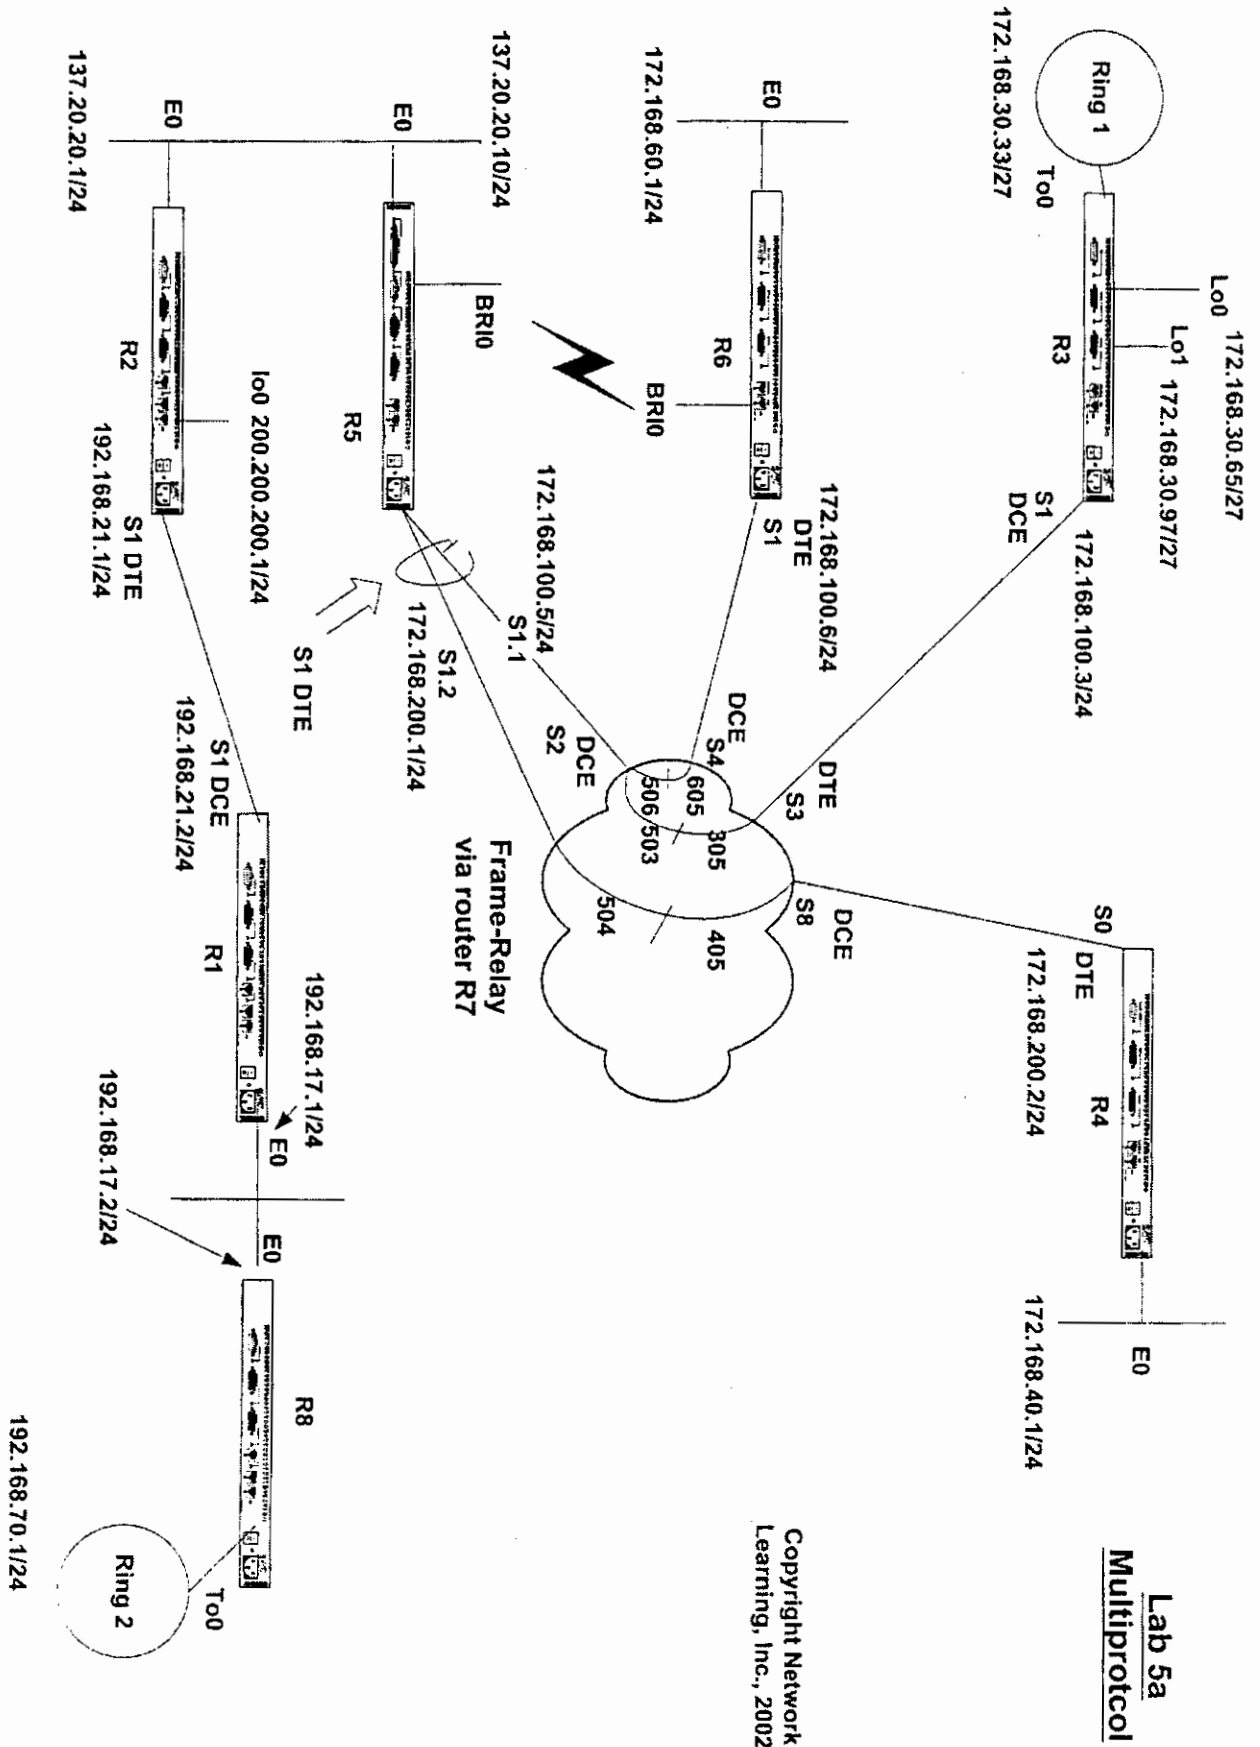 Lab 5a
Multiprotcol
Copyright Network
Learning, Inc., 2002
Ring 1
172.168.30.33/27
To0
Lo0
172.168.30.65/27
Lo1
172.168.30.97/27
R3
S1
DCE
172.168.100.3/24
DTE
S3
E0
172.168.60.1/24
R6
BRI0
172.168.100.6/24
DTE
S1
DCE
S4
137.20.20.10/24
E0
BRI0
R5
172.168.100.5/24
S1.1
S1.2
172.168.200.1/24
S1 DTE
DCE
S2
E0
137.20.20.1/24
R2
lo0 200.200.200.1/24
S1 DTE
192.168.21.1/24
605
506
305
503
504
405
S8
DCE
Frame-Relay
via router R7
S0
DTE
172.168.200.2/24
R4
E0
172.168.40.1/24
S1 DCE
192.168.21.2/24
R1
192.168.17.1/24
E0
192.168.17.2/24
E0
R8
To0
Ring 2
192.168.70.1/24